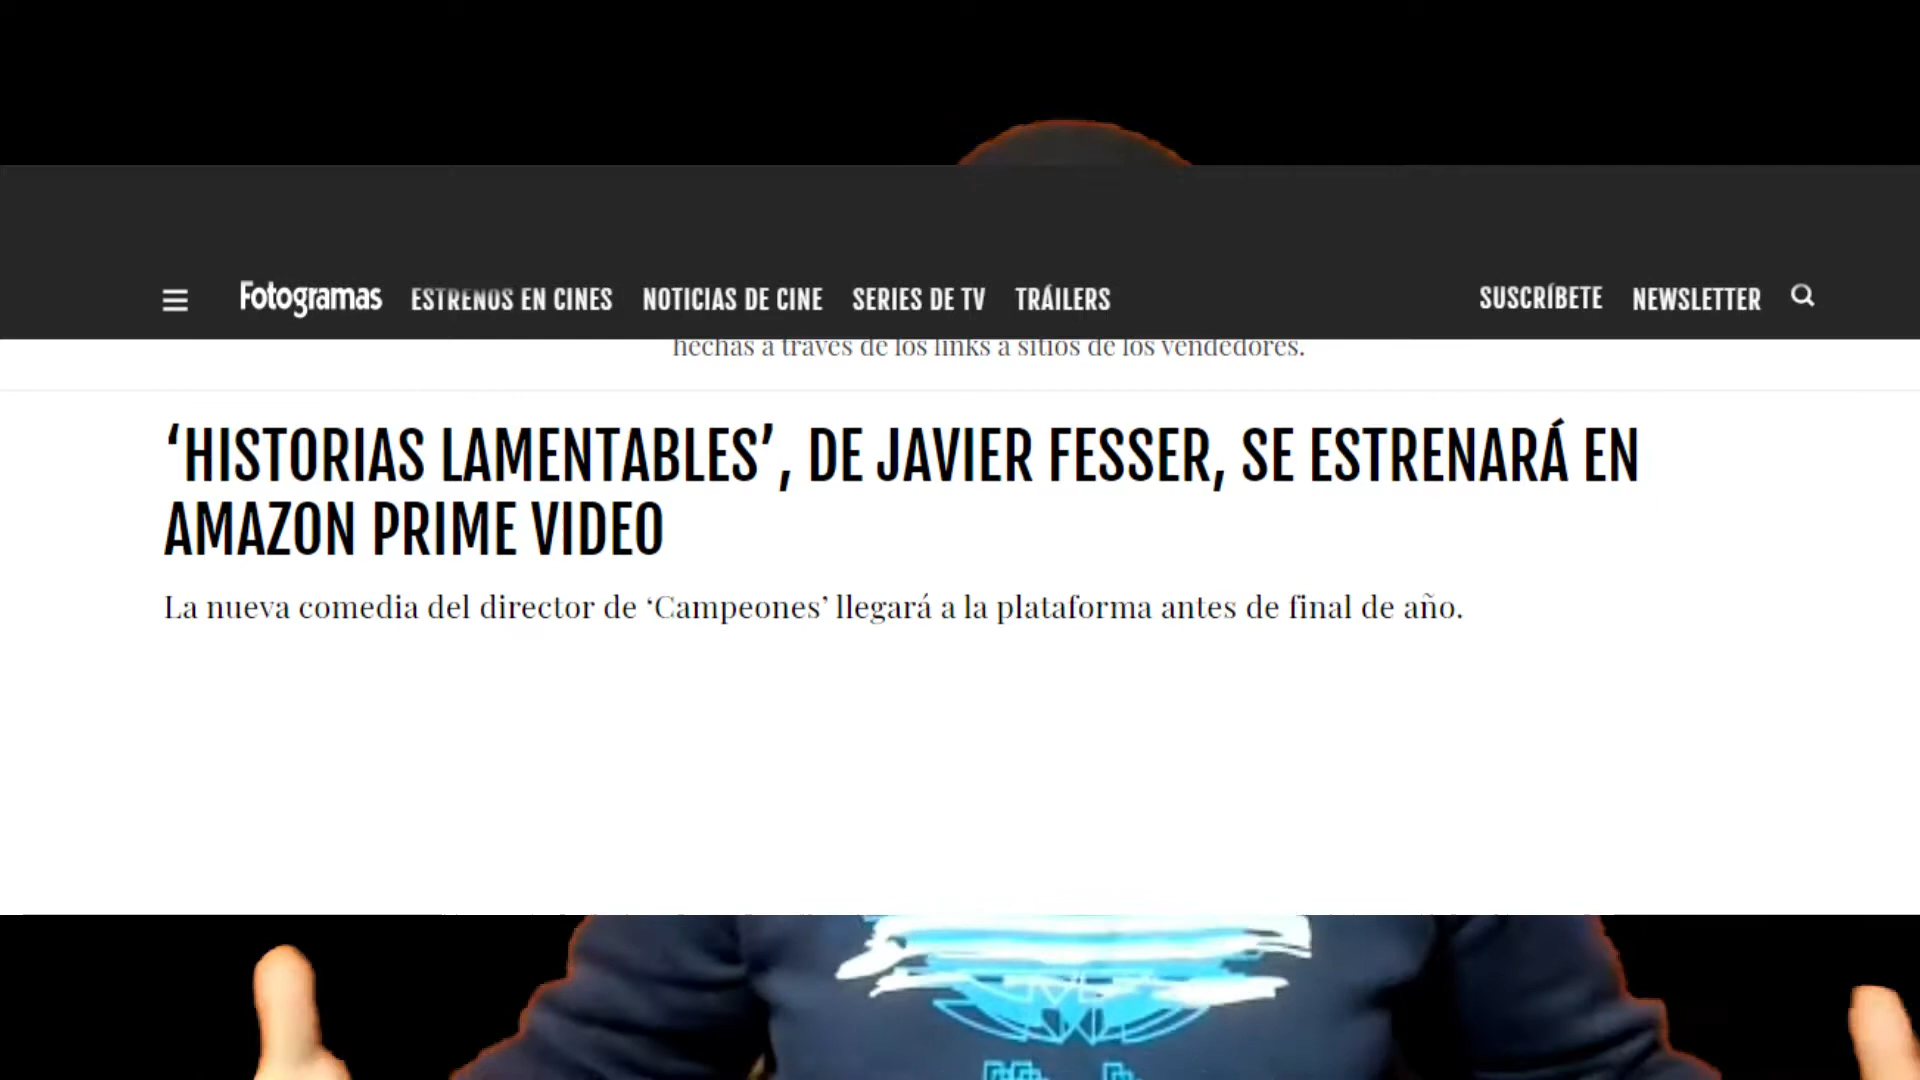 Fotogramas ESTRENOS EN CINES NOTICIAS DE CINE SERIES DE TV TRÁILERS SUSCRÍBETE NEWSLETTER
hechas a través de los links a sitios de los vendedores.
‘HISTORIAS LAMENTABLES’, DE JAVIER FESSER, SE ESTRENARÁ EN
AMAZON PRIME VIDEO
La nueva comedia del director de ‘Campeones’ llegará a la plataforma antes de final de año.